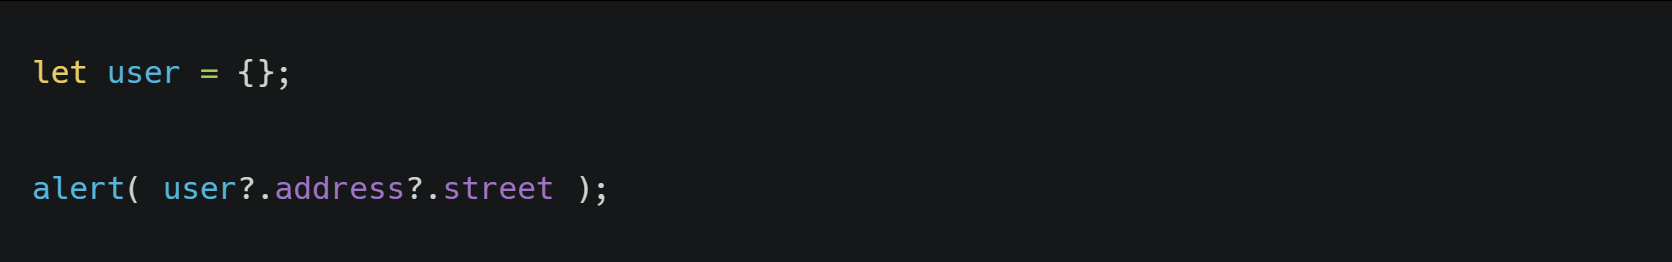 let user = {};
alert( user?.address?.street );